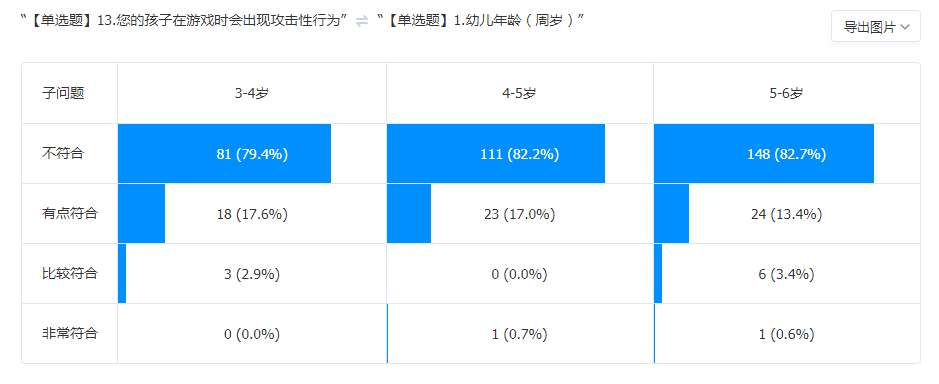 “【单选题】13.您的孩子在游戏时会出现攻击性行为” ⇌ “【单选题】1.幼儿年龄（周岁）”
导出图片
子问题 3-4岁 4-5岁 5-6岁
不符合 81 (79.4%) 111 (82.2%) 148 (82.7%)
有点符合 18 (17.6%) 23 (17.0%) 24 (13.4%)
比较符合 3 (2.9%) 0 (0.0%) 6 (3.4%)
非常符合 0 (0.0%) 1 (0.7%) 1 (0.6%)